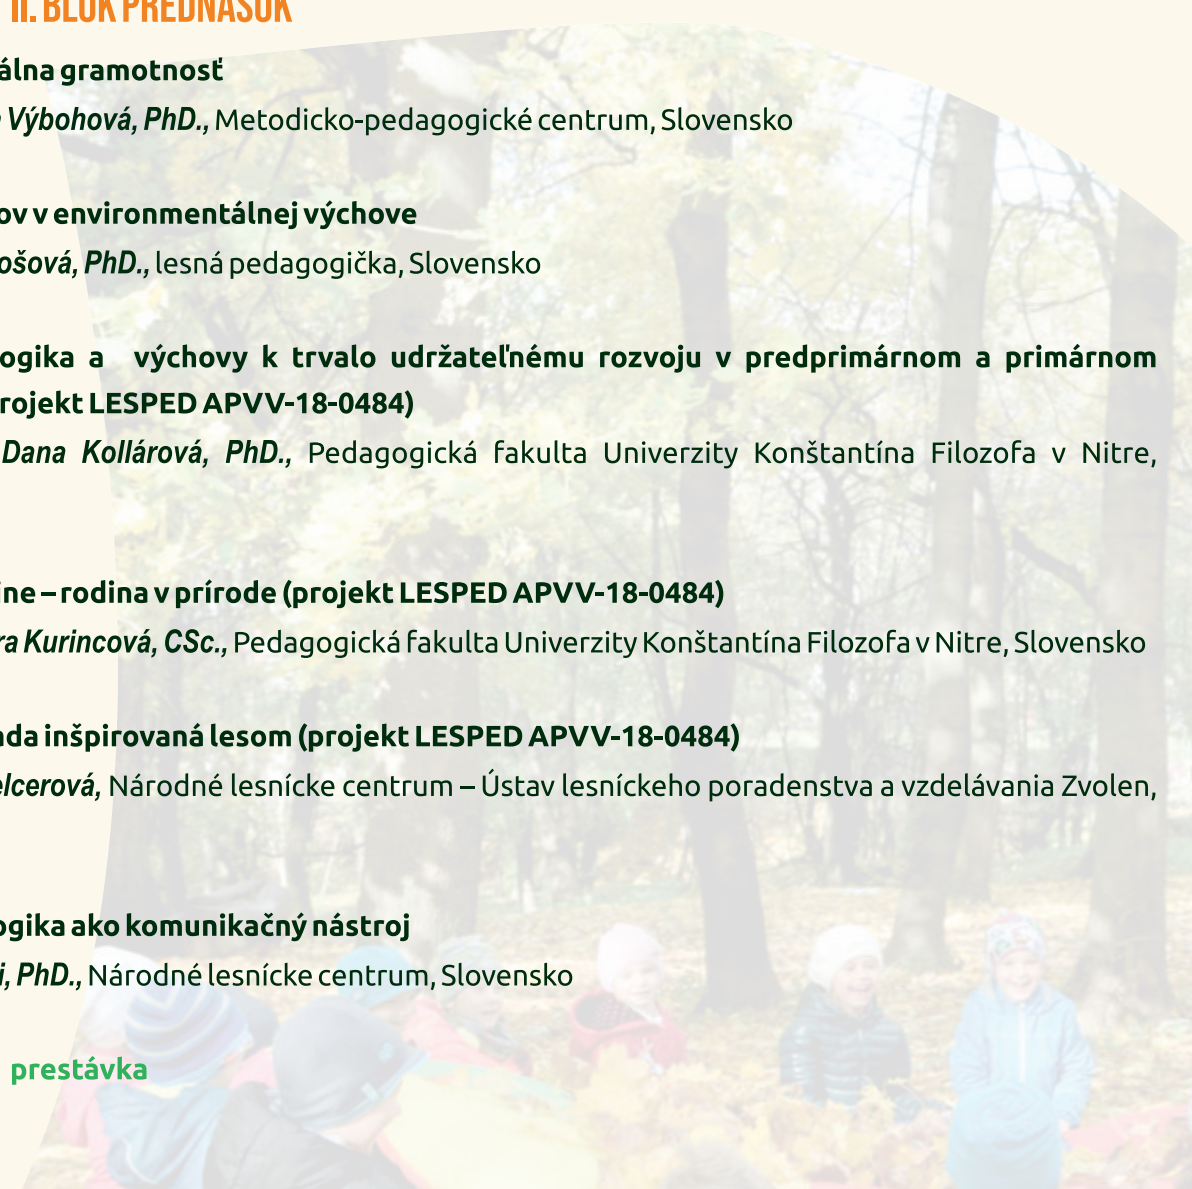 II. BLOK PREDNÁŠOK
álna gramotnosť
Výbohová, PhD., Metodicko-pedagogické centrum, Slovensko
ov v environmentálnej výchove
ošová, PhD., lesná pedagogička, Slovensko
ogika a výchovy k trvalo udržateľnému rozvoju v predprimárnom a primárnom
rojekt LESPED APVV-18-0484)
Dana Kollárová, PhD., Pedagogická fakulta Univerzity Konštantína Filozofa v Nitre,
ine – rodina v prírode (projekt LESPED APVV-18-0484)
ra Kurincová, CSc., Pedagogická fakulta Univerzity Konštantína Filozofa v Nitre, Slovensko
ada inšpirovaná lesom (projekt LESPED APVV-18-0484)
elcerová, Národné lesnícke centrum – Ústav lesníckeho poradenstva a vzdelávania Zvolen,
ogika ako komunikačný nástroj
i, PhD., Národné lesnícke centrum, Slovensko
prestávka